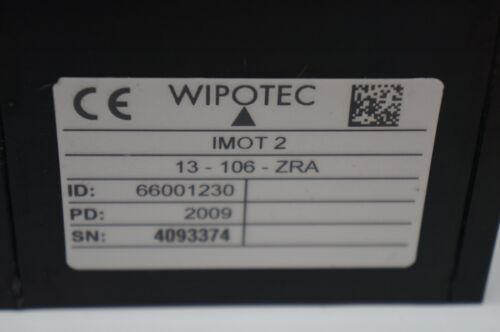 CE WIPOTEC
IMOT 2
13 - 106 - ZRA
ID: 66001230
PD: 2009
SN: 4093374